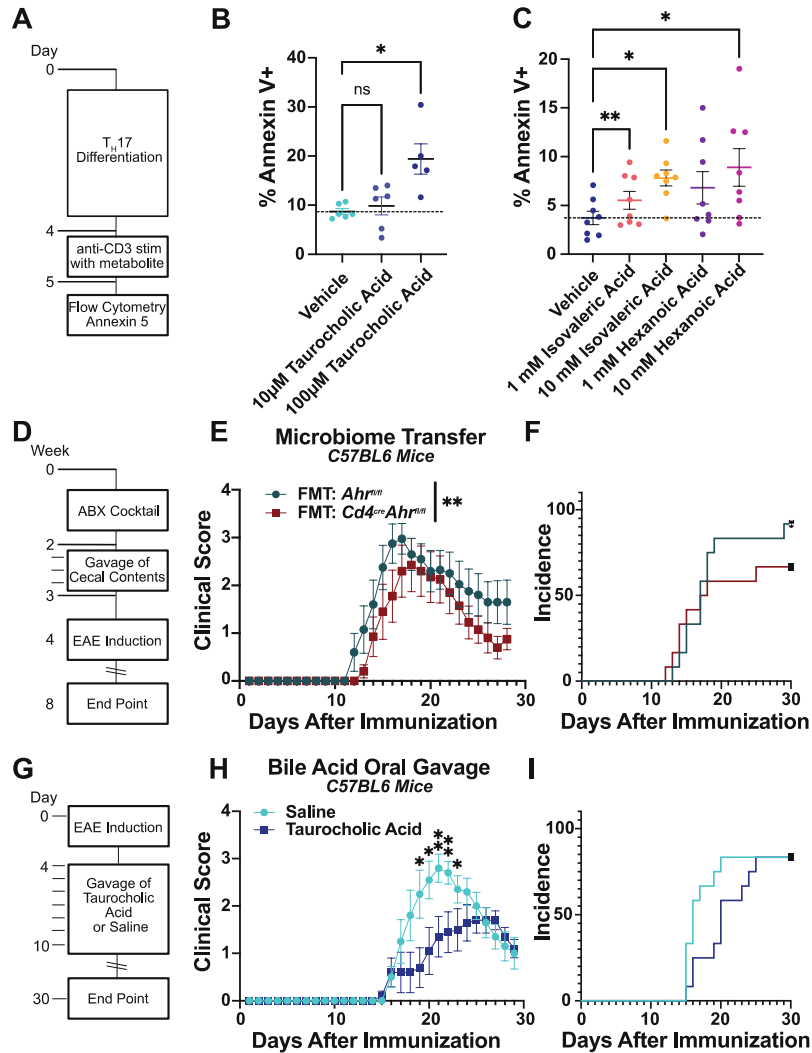 A
Day
0
T_H17
Differentiation
4
anti-CD3 stim
with metabolite
5
Flow Cytometry
Annexin 5
B
% Annexin V+
40
30
20
10
0
ns
*
Vehicle
10µM Taurocholic Acid
100µM Taurocholic Acid
C
% Annexin V+
20
15
10
5
0
**
*
*
Vehicle
1 mM Isovaleric Acid
10 mM Isovaleric Acid
1 mM Hexanoic Acid
10 mM Hexanoic Acid
D
Week
0
ABX Cocktail
2
Gavage of
Cecal Contents
3
4
EAE Induction
8
End Point
E
Microbiome Transfer
C57BL6 Mice
FMT: Ahr^fl/fl
FMT: Cd4^cre Ahr^fl/fl
**
Clinical Score
4
3
2
1
0
0
10
20
30
Days After Immunization
F
Incidence
100
50
0
0
10
20
30
Days After Immunization
G
Day
0
EAE Induction
4
Gavage of
Taurocholic
Acid
or Saline
10
30
End Point
H
Bile Acid Oral Gavage
C57BL6 Mice
Saline
Taurocholic Acid
*
*
**
**
*
Clinical Score
4
3
2
1
0
0
10
20
30
Days After Immunization
I
Incidence
100
50
0
0
10
20
30
Days After Immunization